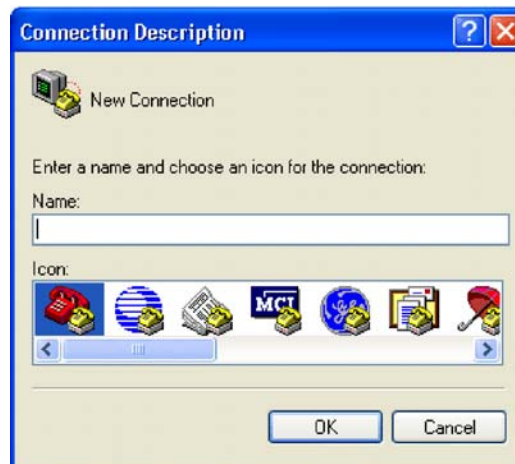 Connection Description
New Connection
Enter a name and choose an icon for the connection:
Name:
Icon:
MCI
OK
Cancel